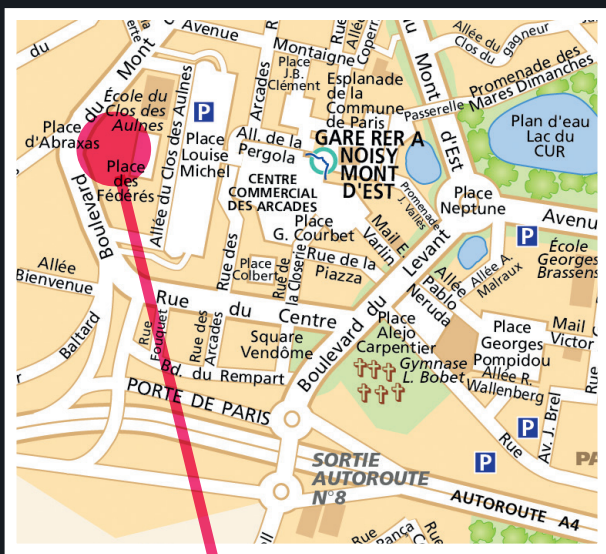 Avenue
Allée du
Clos du gagneur
Montaigne
Place
J.B.
Clément
Esplanade
de la
Commune
de Paris
Promenade des
Mares Dimanches
Passerelle
du Mont d'Est
Boulevard du Mont
École du
Clos des
Aulnes
Place
d'Abraxas
Place
des
Fédérés
Allée du Clos des Aulnes
P
Place
Louise
Michel
Rue des
Arcades
All. de la
Pergola
GARE RER A
NOISY
MONT
D'EST
CENTRE
COMMERCIAL
DES ARCADES
Plan d'eau
Lac du
CUR
Promenade
J. Vallès
Place
Neptune
Avenu
Place
G. Courbet
Mail E.
Varlin
P
École
Georges
Brassens
Place
Colbert
Rue de
la Closerie
Rue de la
Piazza
Boulevard du Levant
Allée
Pablo
Neruda
Allée A.
Malraux
Allée
Bienvenue
Baltard
Rue du Centre
Rue
Fouquet
Rue des
Arcades
Square
Vendôme
Bd. du Rempart
Place
Alejo
Carpentier
Gymnase
L. Bobet
Place
Georges
Pompidou
Mail
Victor
Allée R.
Wallenberg
Rue
Av. J. Brel
P
P
PORTE DE PARIS
SORTIE
AUTOROUTE
N°8
AUTOROUTE A4
PA
Rue
Rue